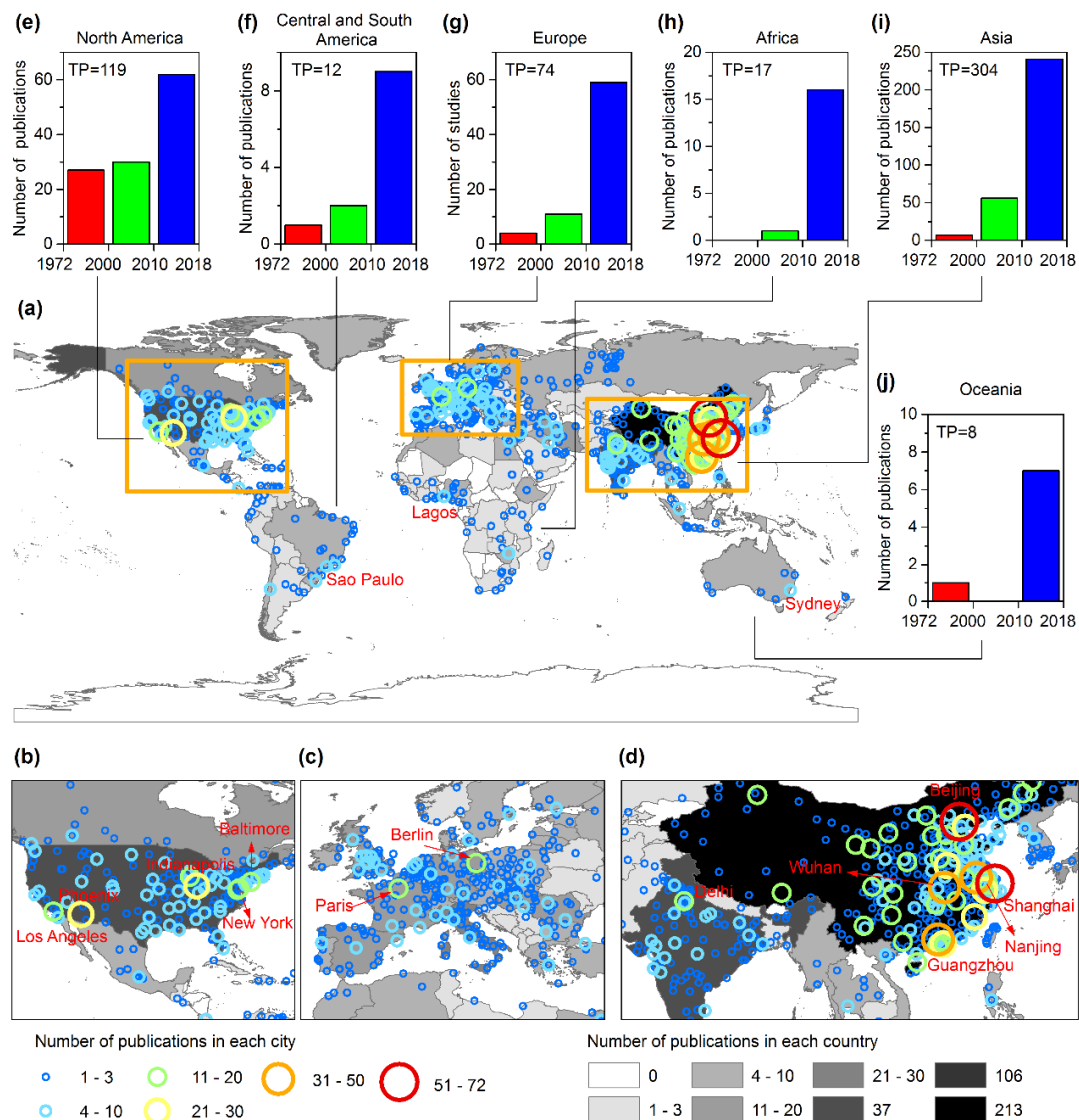 (e)
North America
TP=119
Number of publications
60
40
20
0
1972 2000 2010 2018
(f)
Central and South
America
TP=12
Number of publications
8
4
0
1972 2000 2010 2018
(g)
Europe
TP=74
Number of studies
60
40
20
0
1972 2000 2010 2018
(h)
Africa
TP=17
Number of publications
20
15
10
5
0
1972 2000 2010 2018
(i)
Asia
TP=304
Number of publications
250
200
150
100
50
0
1972 2000 2010 2018
(a)
Lagos
Sao Paulo
Sydney
(j)
Oceania
TP=8
Number of publications
10
8
6
4
2
0
1972 2000 2010 2018
(b)
Baltimore
Indianapolis
Phoenix
New York
Los Angeles
(c)
Berlin
Paris
(d)
Beijing
Wuhan
Delhi
Shanghai
Nanjing
Guangzhou
Number of publications in each city
1 - 3
11 - 20
31 - 50
51 - 72
4 - 10
21 - 30
Number of publications in each country
0
4 - 10
21 - 30
106
1 - 3
11 - 20
37
213